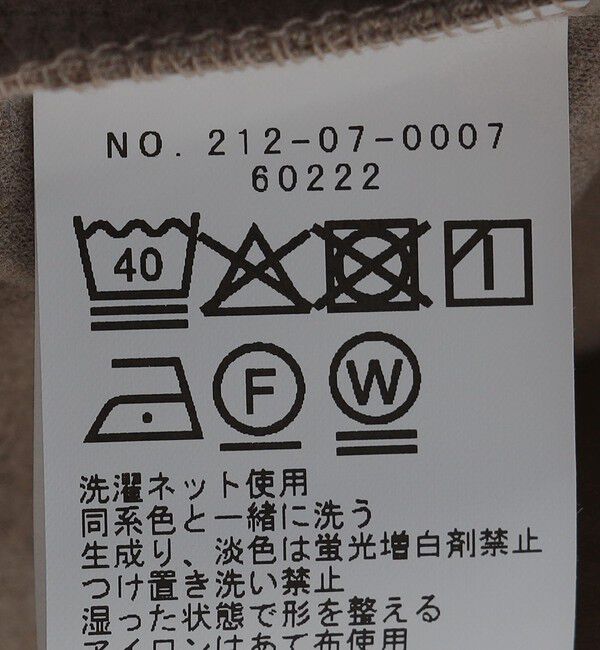 NO. 212-07-0007
60222
40
F W
洗濯ネット使用
同系色と一緒に洗う
生成り、淡色は蛍光増白剤禁止
つけ置き洗い禁止
湿った状態で形を整える
アイロンはあて布使用